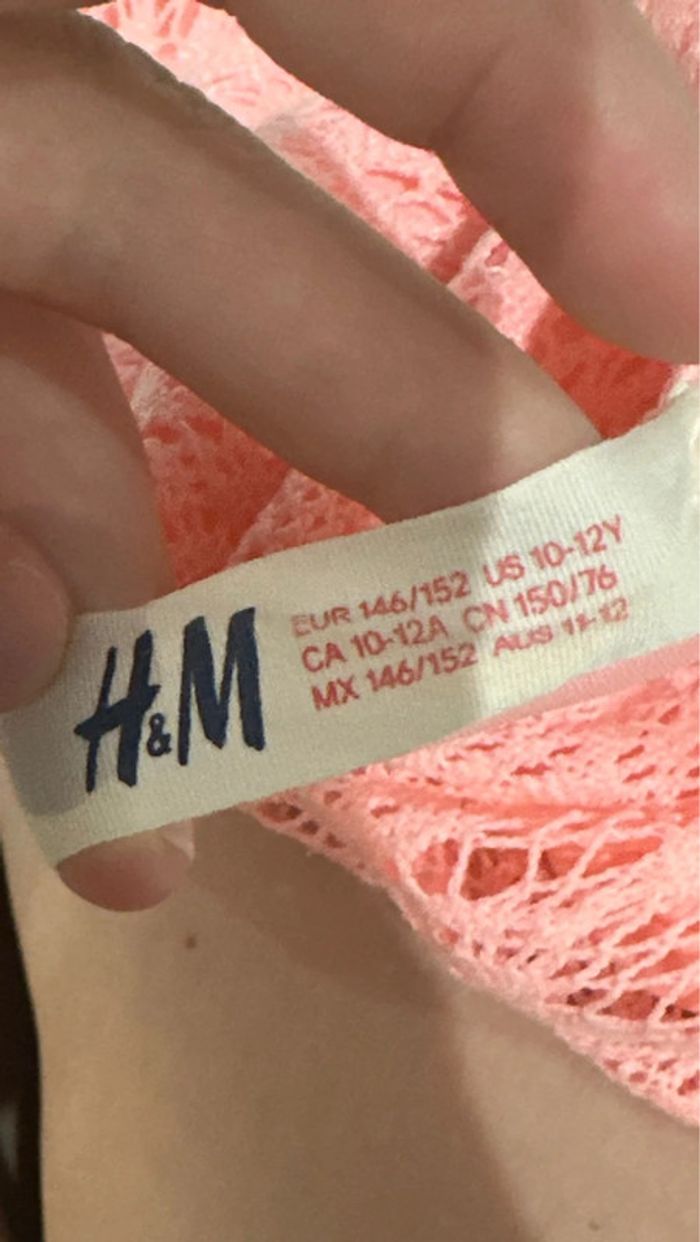 H&M
EUR 146/152 US 10-12Y
CA 10-12A CN 150/76
MX 146/152 AUS 11-12